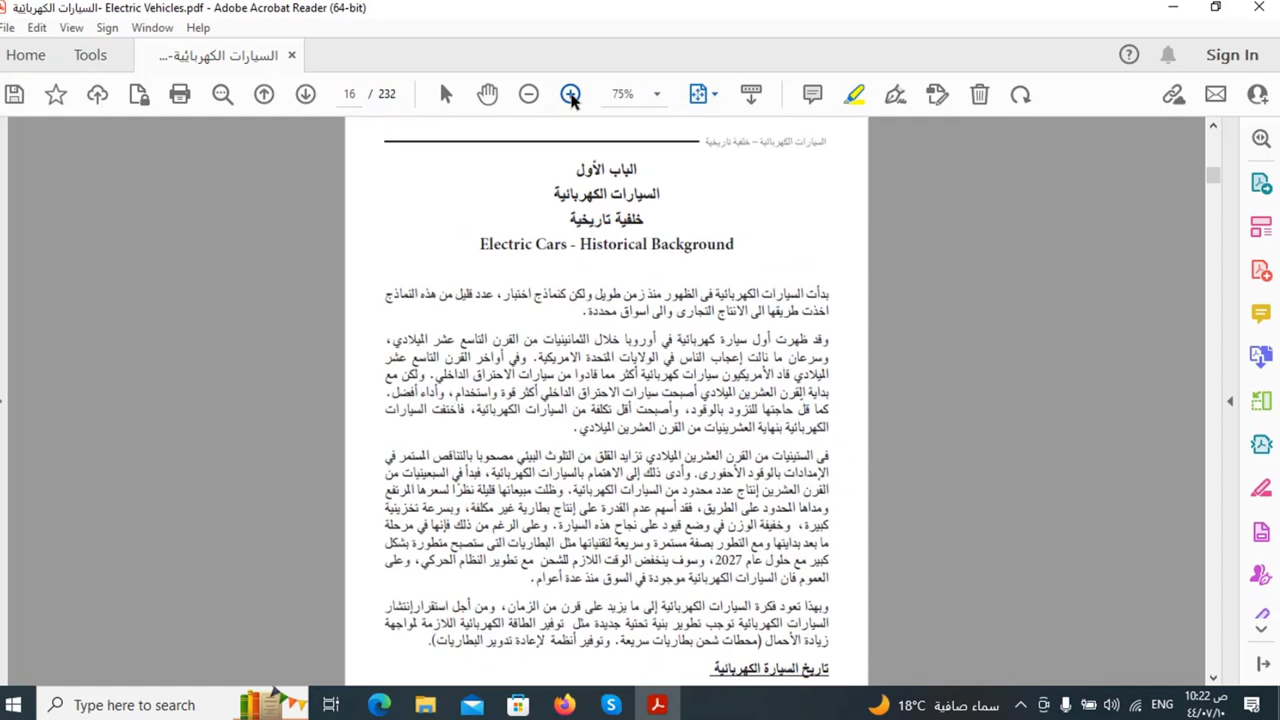 السيارات الكهربائية- Electric Vehicles.pdf - Adobe Acrobat Reader (64-bit)
File Edit View Sign Window Help
Home Tools السيارات الكهربائية-... × Sign In
16 / 232 75%
السيارات الكهربائية – خلفية تاريخية
الباب الأول
السيارات الكهربائية
خلفية تاريخية
Electric Cars - Historical Background
بدأت السيارات الكهربائية فى الظهور منذ زمن طويل ولكن كنماذج اختبار، عدد قليل من هذه النماذج
اخذت طريقها الى الانتاج التجارى والى اسواق محددة.
وقد ظهرت أول سيارة كهربائية في أوروبا خلال الثمانينيات من القرن التاسع عشر الميلادي،
وسرعان ما نالت إعجاب الناس في الولايات المتحدة الامريكية. وفي أواخر القرن التاسع عشر
الميلادي قاد الأمريكيون سيارات كهربائية أكثر مما قادوا من سيارات الاحتراق الداخلي. ولكن مع
بداية القرن العشرين الميلادي أصبحت سيارات الاحتراق الداخلي أكثر قوة واستخدام، وأداء أفضل.
كما قلّ حاجتها للتزود بالوقود، وأصبحت أقل تكلفة من السيارات الكهربائية، فاختفت السيارات
الكهربائية بنهاية العشرينيات من القرن العشرين الميلادي.
فى الستينيات من القرن العشرين الميلادي تزايد القلق من التلوث البيئي مصحوبا بالتناقص المستمر في
الإمدادات بالوقود الأحفورى. وأدى ذلك إلى الاهتمام بالسيارات الكهربائية، فبدأ في السبعينيات من
القرن العشرين إنتاج عدد محدود من السيارات الكهربائية. وظلت مبيعاتها قليلة نظرًا لسعرها المرتفع
ومداها المحدود على الطريق، فقد أسهم عدم القدرة على إنتاج بطارية غير مكلفة، وبسرعة تخزينية
كبيرة، وخفيفة الوزن في وضع قيود على نجاح هذه السيارة. وعلى الرغم من ذلك فإنها في مرحلة
ما بعد بدايتها ومع التطور بصفة مستمرة وسريعة لتقنياتها مثل البطاريات التى ستصبح متطورة بشكل
كبير مع حلول عام 2027، وسوف ينخفض الوقت اللازم للشحن مع تطوير النظام الحركي، وعلى
العموم فان السيارات الكهربائية موجودة في السوق منذ عدة أعوام.
وبهذا تعود فكرة السيارات الكهربائية إلى ما يزيد على قرن من الزمان، ومن أجل استقرار إنتشار
السيارات الكهربائية توجب تطوير بنية تحتية جديدة مثل توفير الطاقة الكهربائية اللازمة لمواجهة
زيادة الأحمال (محطات شحن بطاريات سريعة. وتوفير أنظمة لإعادة تدوير البطاريات).
تاريخ السيارة الكهربائية
Type here to search 18°C سماء صافية ENG 10:22 ص
٤٤/٠٧/١٠